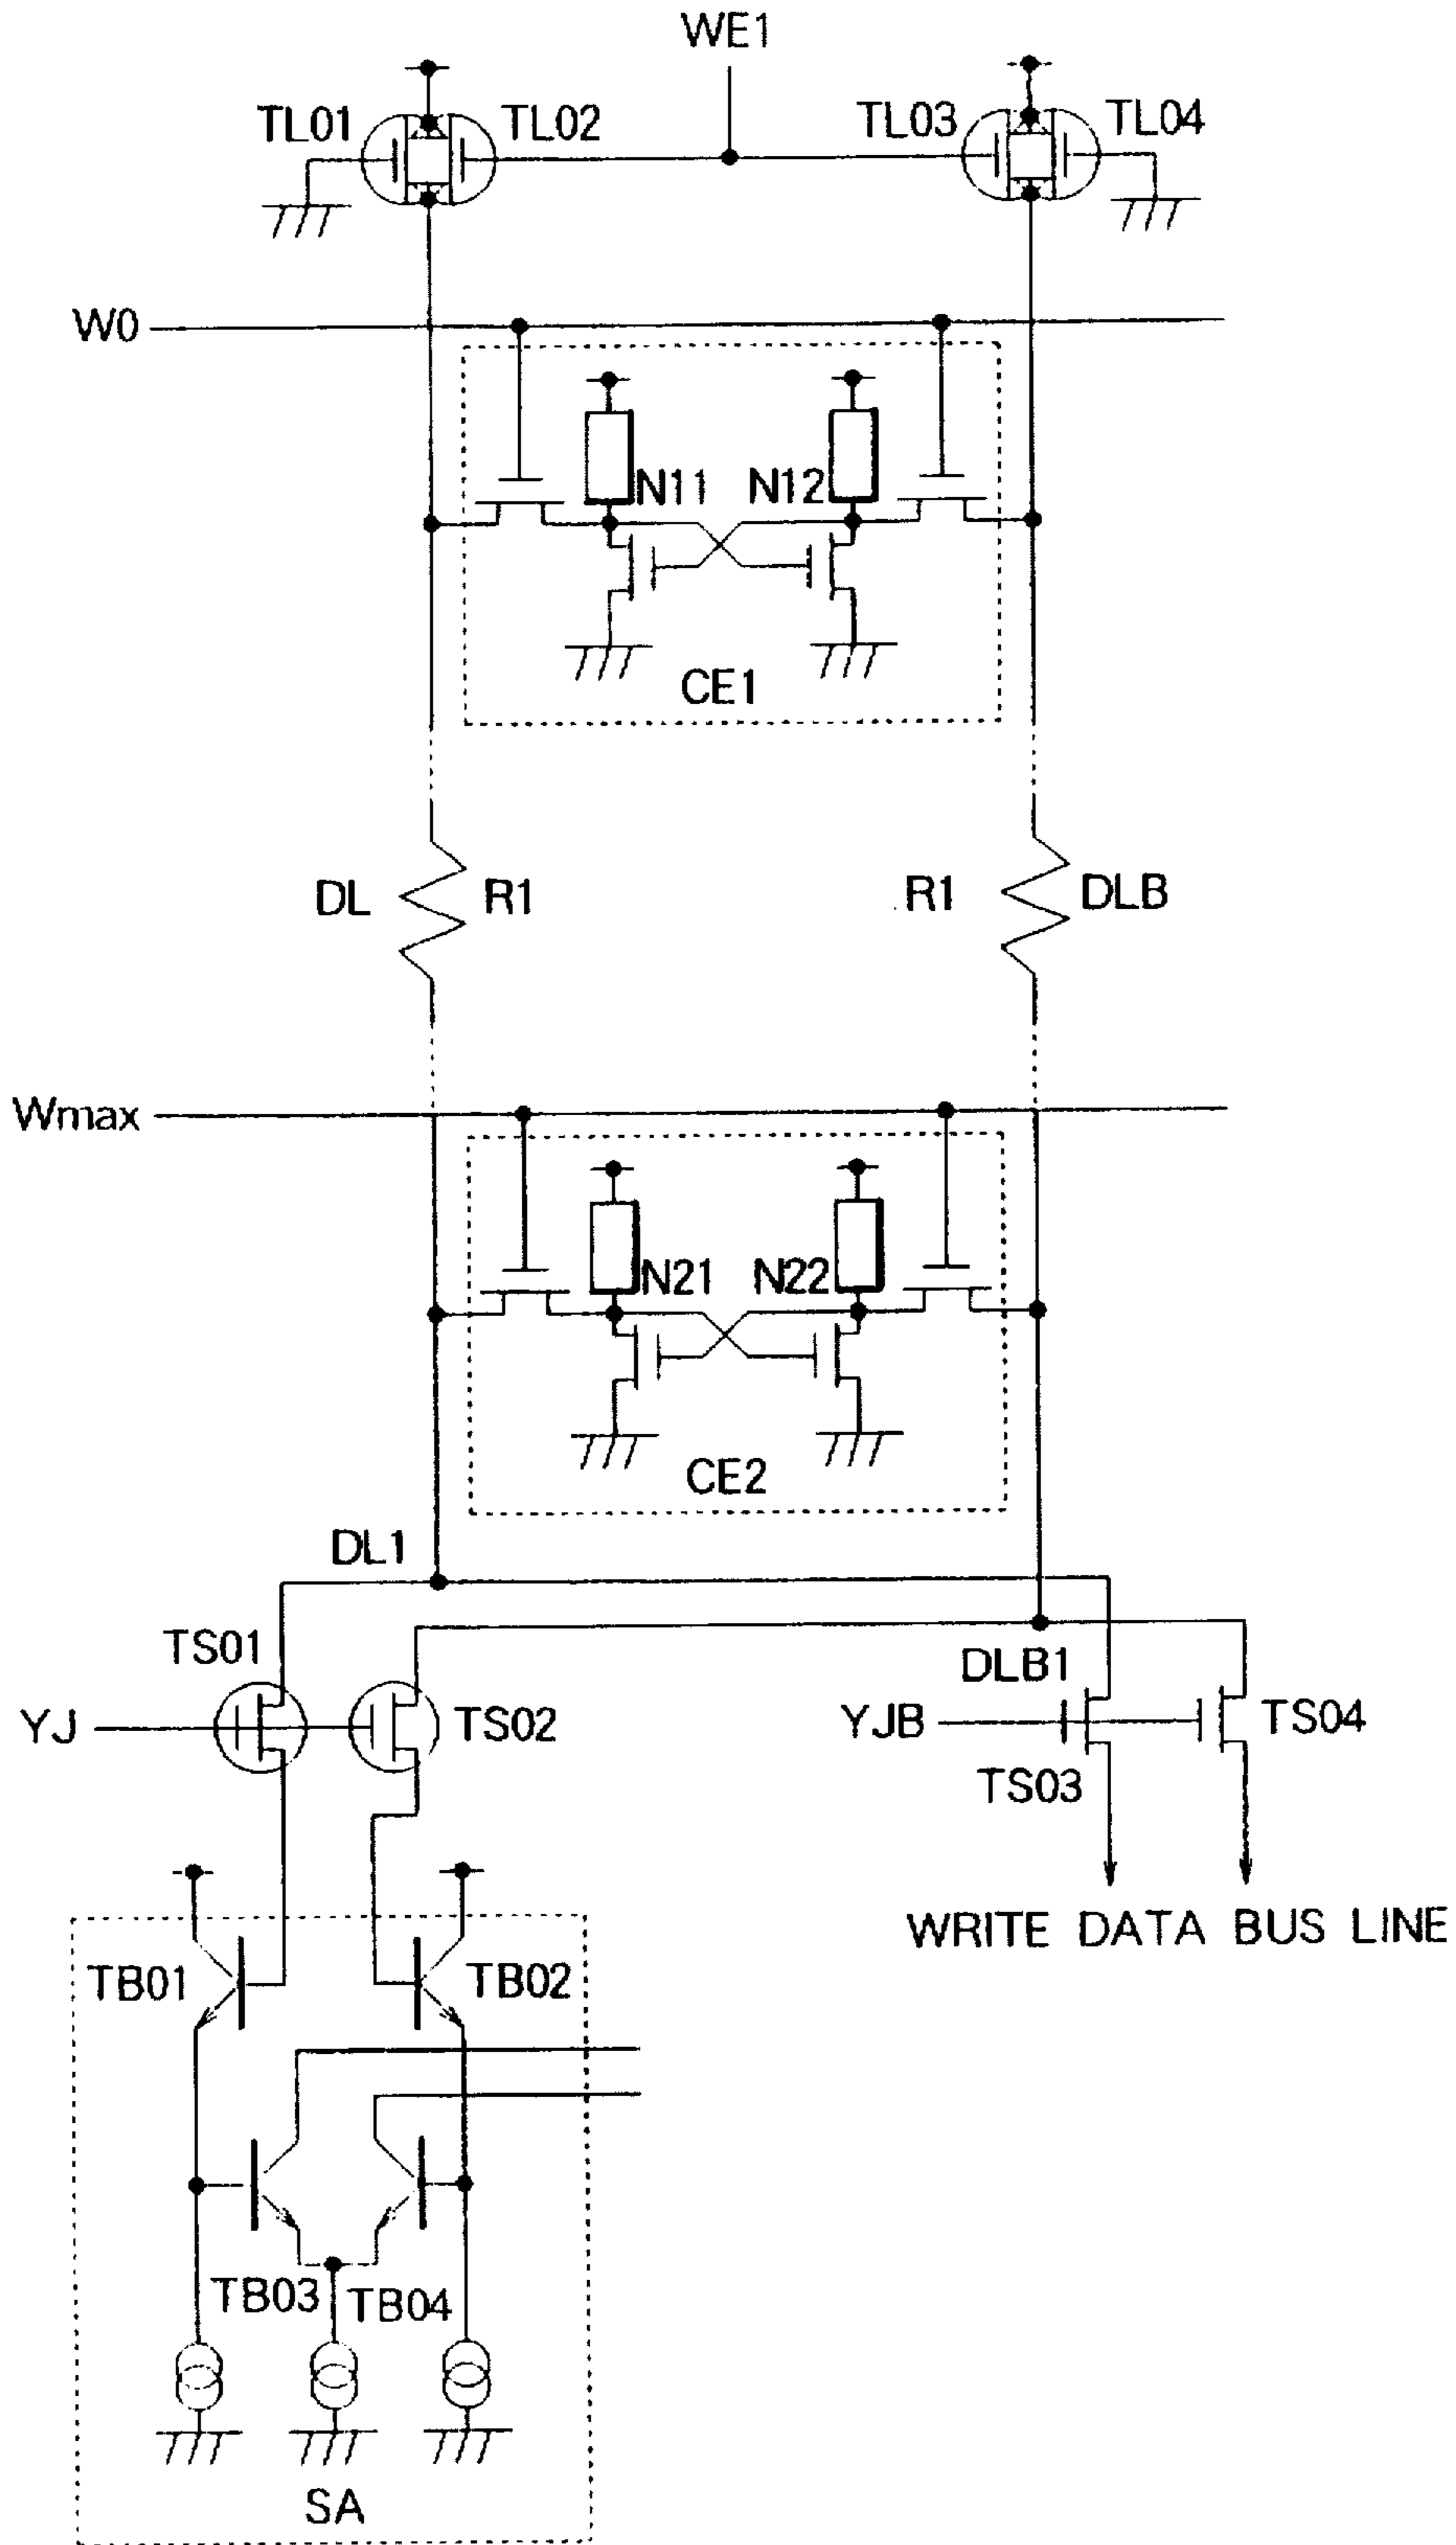 WE1
TL01
TL02
TL03
TL04
W0
N11
N12
CE1
DL
R1
R1
DLB
Wmax
N21
N22
CE2
DL1
TS01
DLB1
YJ
TS02
YJB
TS04
TS03
WRITE DATA BUS LINE
TB01
TB02
TB03
TB04
SA